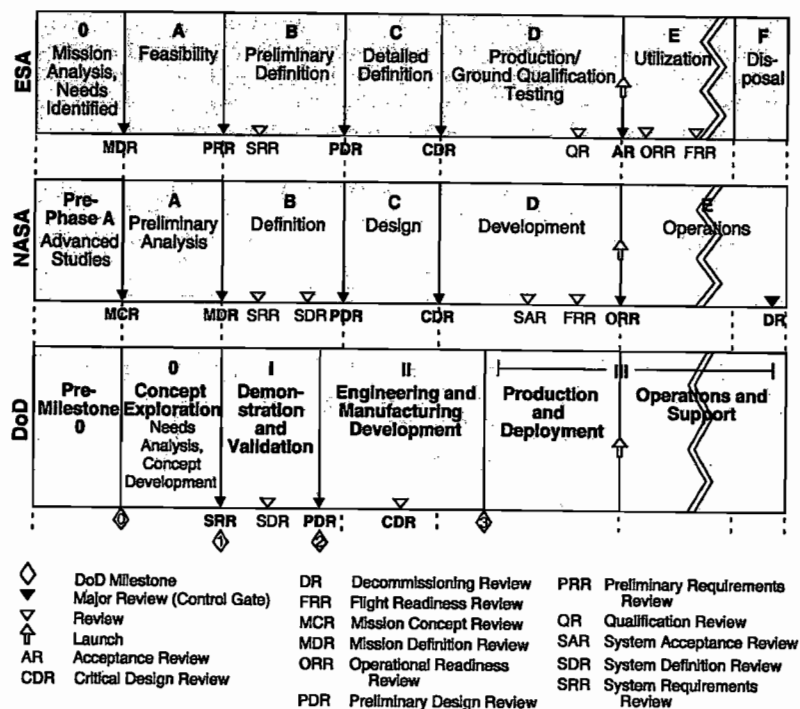 ESA
0
Mission
Analysis,
Needs
Identified
A
Feasibility
B
Preliminary
Definition
C
Detailed
Definition
D
Production/
Ground Qualification
Testing
E
Utilization
F
Dis-
posal
MDR PRR SRR PDR CDR QR AR ORR FRR
NASA
Pre-
Phase A
Advanced
Studies
A
Preliminary
Analysis
B
Definition
C
Design
D
Development
E
Operations
MCR MDR SRR SDR PDR CDR SAR FRR ORR DR
DoD
Pre-
Milestone
0
0
Concept
Exploration
Needs
Analysis,
Concept
Development
I
Demon-
stration
and
Validation
II
Engineering and
Manufacturing
Development
III
Production
and
Deployment
Operations and
Support
SRR SDR PDR CDR
0 1 2 3
DoD Milestone
Major Review (Control Gate)
Review
Launch
AR Acceptance Review
CDR Critical Design Review
DR Decommissioning Review
FRR Flight Readiness Review
MCR Mission Concept Review
MDR Mission Definition Review
ORR Operational Readiness
Review
PDR Preliminary Design Review
PRR Preliminary Requirements
Review
QR Qualification Review
SAR System Acceptance Review
SDR System Definition Review
SRR System Requirements
Review